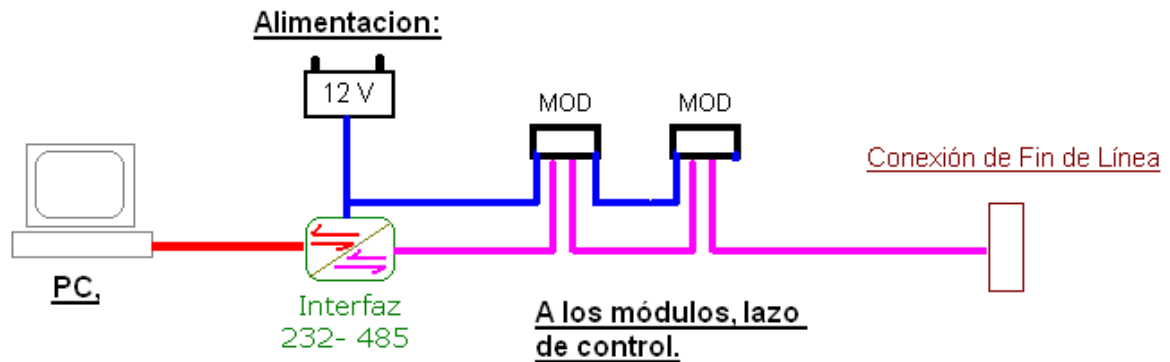 Alimentacion:
12 V
MOD
MOD
Conexión de Fin de Línea
PC,
Interfaz
232- 485
A los módulos, lazo
de control.